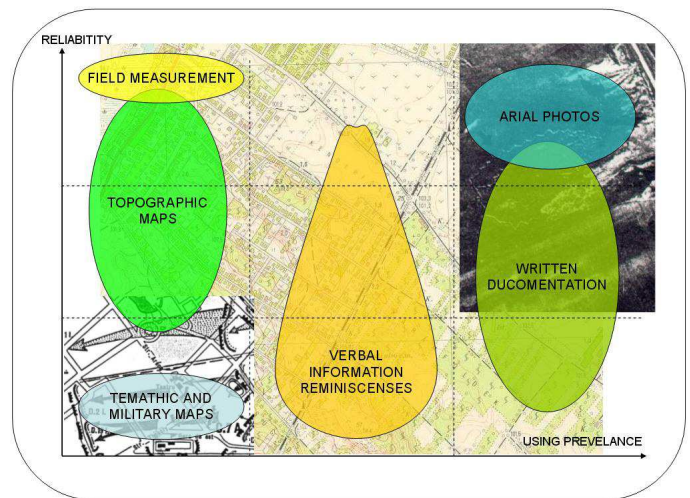 RELIABITITY
FIELD MEASUREMENT
ARIAL PHOTOS
TOPOGRAPHIC
MAPS
WRITTEN
DUCOMENTATION
VERBAL
INFORMATION
REMINISCENSES
TEMATHIC AND
MILITARY MAPS
USING PREVELANCE